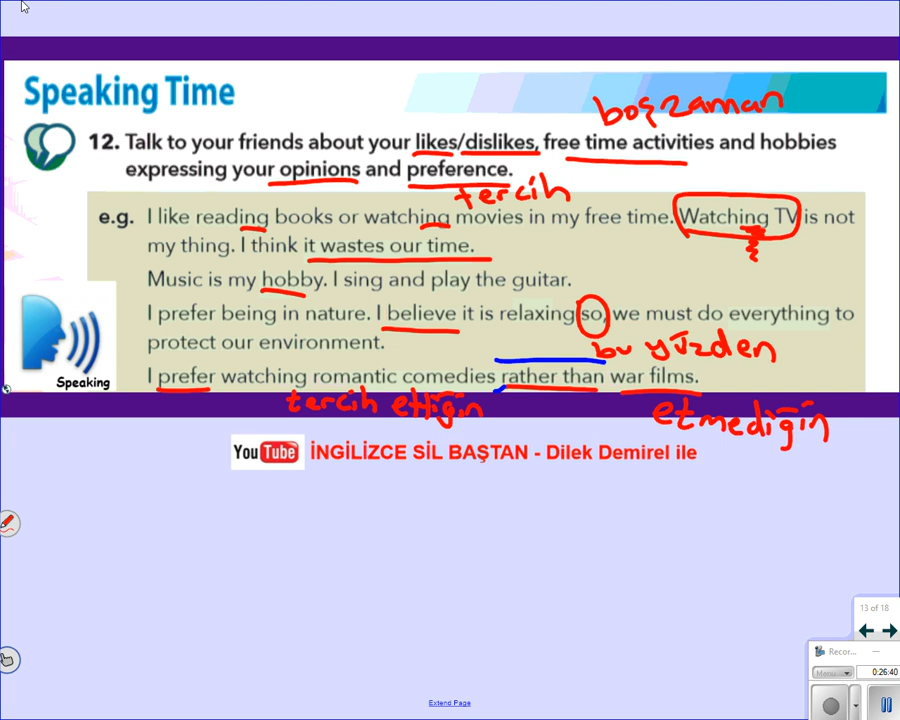 Speaking Time
boşzaman
12. Talk to your friends about your likes/dislikes, free time activities and hobbies
expressing your opinions and preference.
tercih
e.g. I like reading books or watching movies in my free time. Watching TV is not
my thing. I think it wastes our time.
Music is my hobby. I sing and play the guitar.
I prefer being in nature. I believe it is relaxing so, we must do everything to
protect our environment.
bu yüzden
Speaking
I prefer watching romantic comedies rather than war films.
tercih ettiğin
etmediğin
YouTube İNGİLİZCE SİL BAŞTAN - Dilek Demirel ile
13 of 18
Recor...
Menu
0:26:40
Extend Page